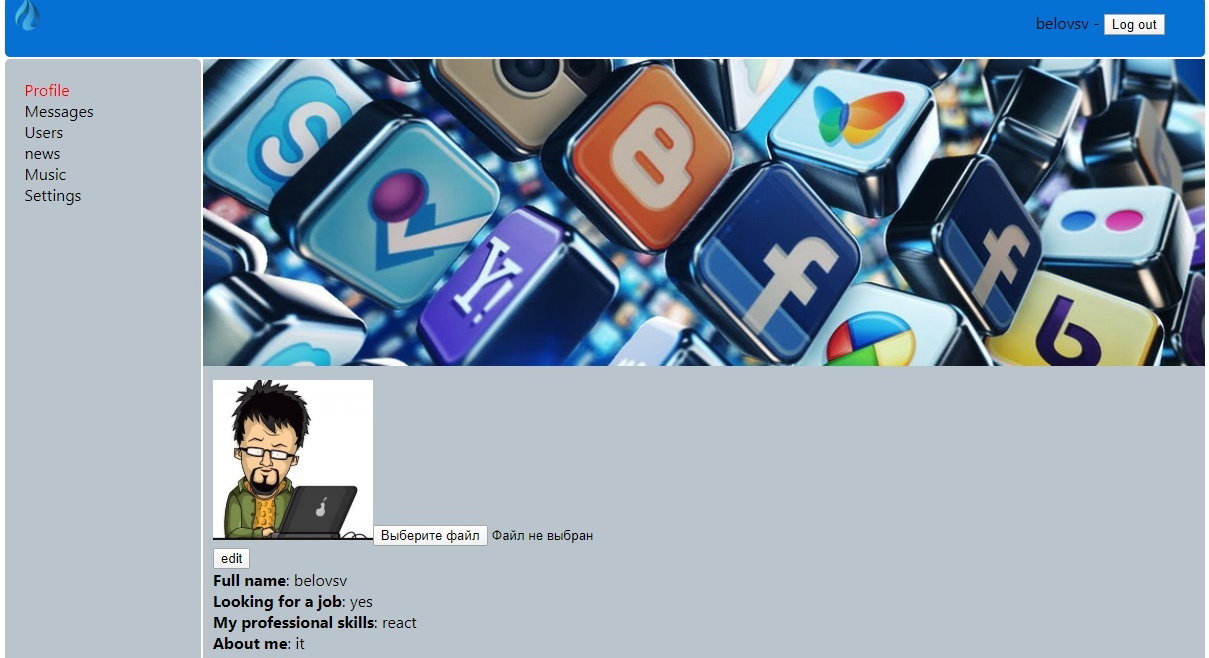 belovsv - Log out
Profile
Messages
Users
news
Music
Settings
Y!
Выберите файл Файл не выбран
edit
Full name: belovsv
Looking for a job: yes
My professional skills: react
About me: it